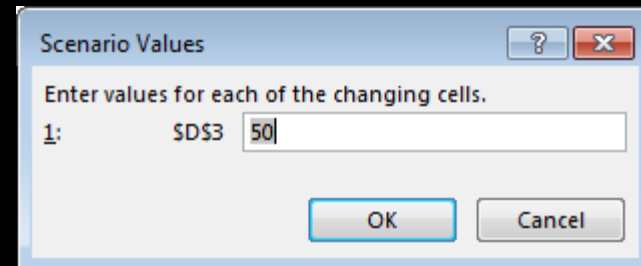 Scenario Values ?
Enter values for each of the changing cells.
1: $D$3 50
OK Cancel